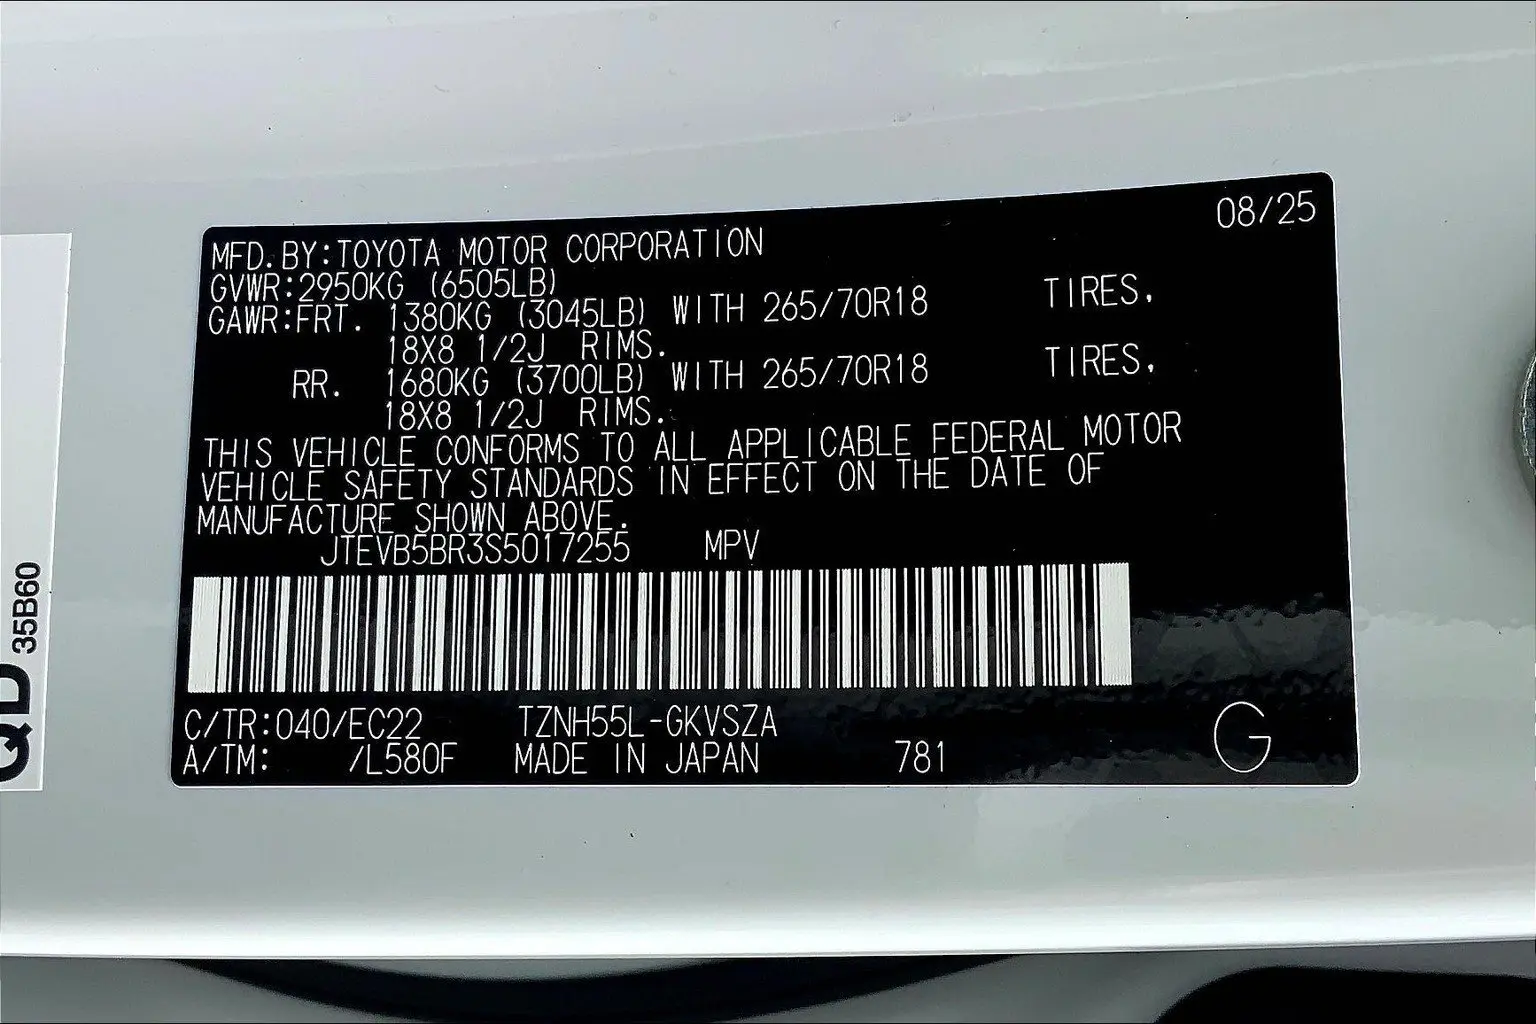 08/25
MFD.BY:TOYOTA MOTOR CORPORATION
GVWR:2950KG (6505LB)
GAWR:FRT. 1380KG (3045LB) WITH 265/70R18 TIRES,
18X8 1/2J RIMS.
RR. 1680KG (3700LB) WITH 265/70R18 TIRES,
18X8 1/2J RIMS.
THIS VEHICLE CONFORMS TO ALL APPLICABLE FEDERAL MOTOR
VEHICLE SAFETY STANDARDS IN EFFECT ON THE DATE OF
MANUFACTURE SHOWN ABOVE.
JTEVB5BR3S5017255 MPV
C/TR:040/EC22 TZNH55L-GKVSZA
A/TM: /L580F MADE IN JAPAN 781 G
QD
35B60